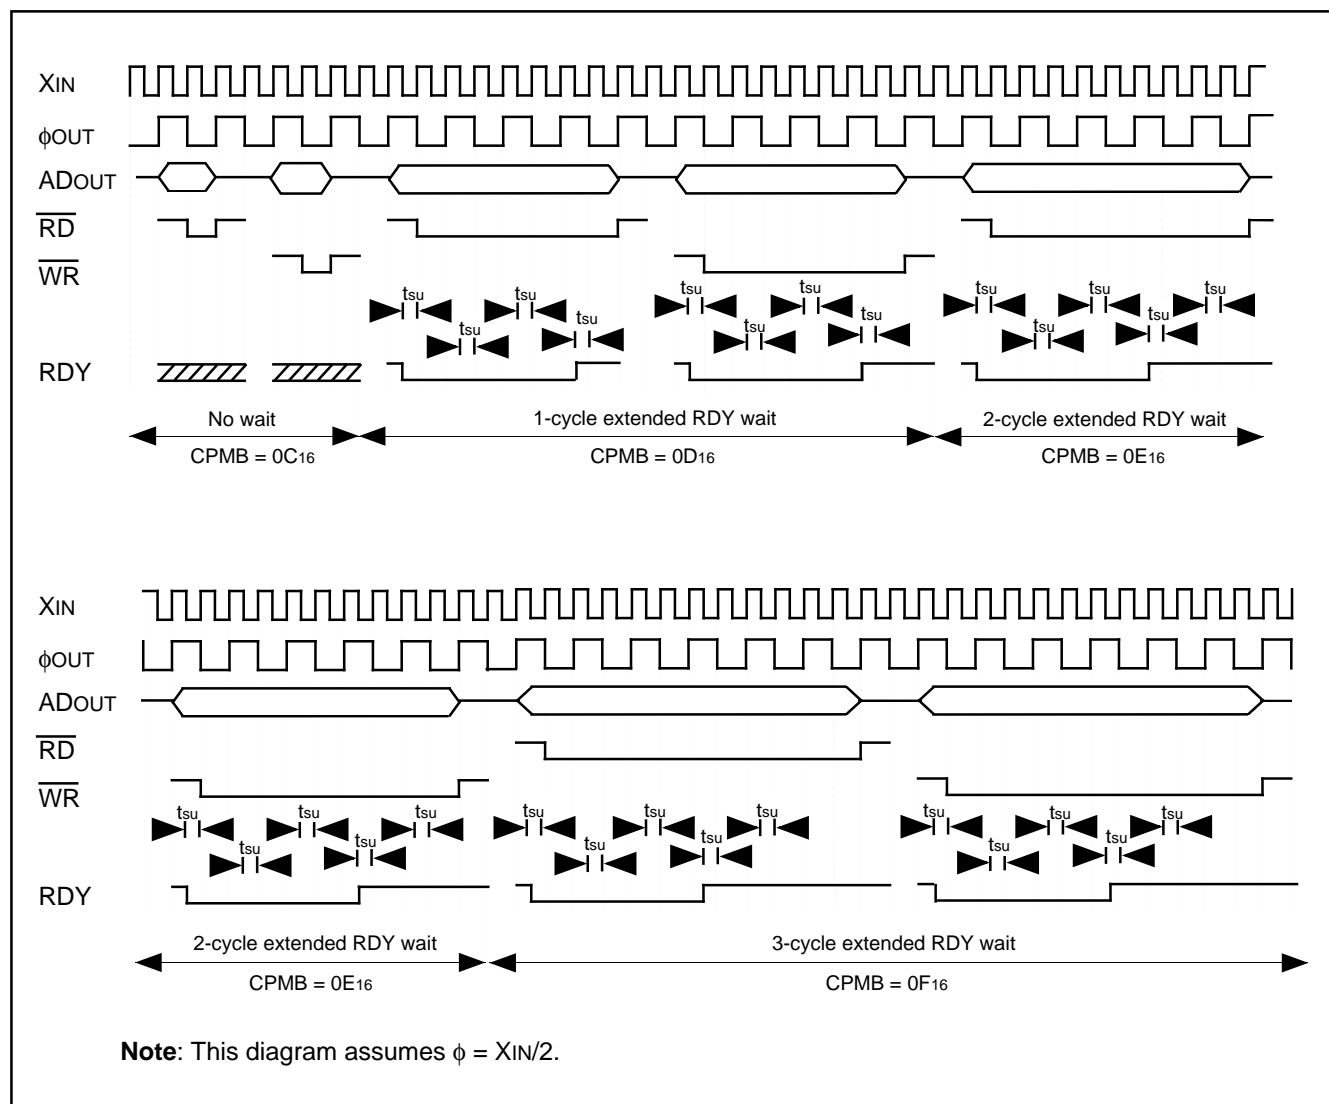 XIN
ϕOUT
ADOUT
RD
WR
tsu tsu tsu tsu tsu tsu tsu
tsu tsu tsu tsu tsu tsu
RDY
No wait 1-cycle extended RDY wait 2-cycle extended RDY wait
CPMB = 0C16 CPMB = 0D16 CPMB = 0E16
XIN
ϕOUT
ADOUT
RD
WR
tsu tsu tsu tsu tsu tsu tsu tsu tsu
tsu tsu tsu tsu tsu tsu
RDY
2-cycle extended RDY wait 3-cycle extended RDY wait
CPMB = 0E16 CPMB = 0F16
Note: This diagram assumes ϕ = XIN/2.